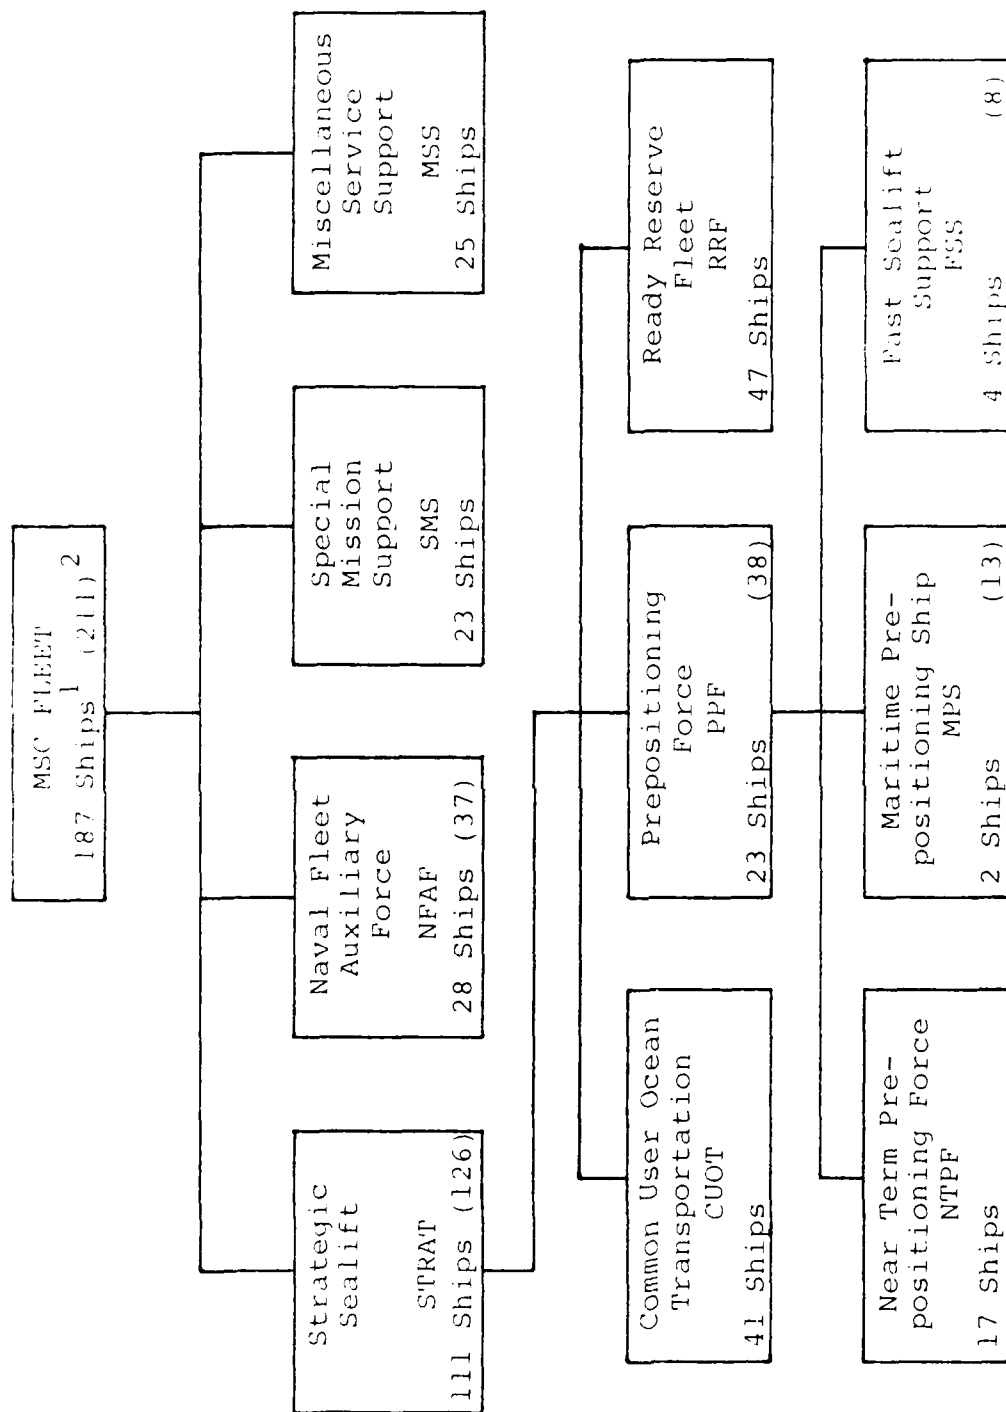 MSC FLEET
187 Ships1 (211)2
Strategic
Sealift
STRAT
111 Ships (126)
Naval Fleet
Auxiliary
Force
NFAF
28 Ships (37)
Special
Mission
Support
SMS
23 Ships
Miscellaneous
Service
Support
MSS
25 Ships
Common User Ocean
Transportation
CUOT
41 Ships
Prepositioning
Force
PPF
23 Ships (38)
Ready Reserve
Fleet
RRF
47 Ships
Near Term Pre-
positioning Force
NTPF
17 Ships
Maritime Pre-
positioning Ship
MPS
2 Ships (13)
Fast Sealift
Support
FSS
4 Ships (8)